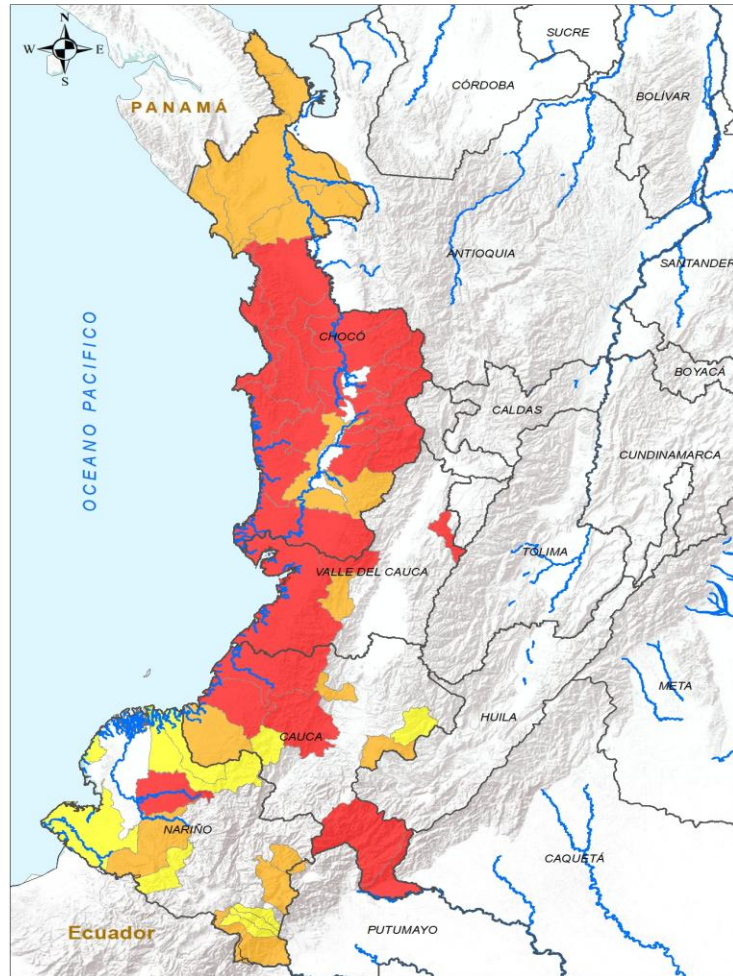 N
W E
S
SUCRE
CÓRDOBA
BOLÍVAR
PANAMÁ
ANTIOQUIA
SANTANDER
OCEANO PACIFICO
CHOCÓ
BOYACÁ
CALDAS
CUNDINAMARCA
TOLIMA
VALLE DEL CAUCA
META
HUILA
CAUCA
NARIÑO
CAQUETÁ
Ecuador
PUTUMAYO